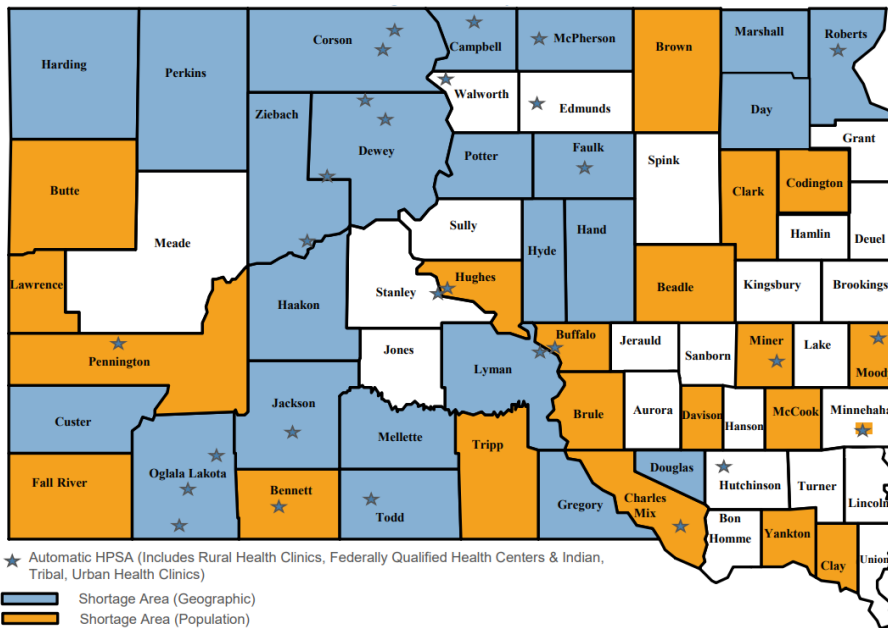 Harding
Perkins
Corson
Campbell
McPherson
Brown
Marshall
Roberts
Walworth
Edmunds
Day
Grant
Ziebach
Dewey
Potter
Faulk
Spink
Clark
Codington
Butte
Meade
Sully
Hyde
Hand
Hamlin
Deuel
Lawrence
Haakon
Stanley
Hughes
Beadle
Kingsbury
Brookings
Pennington
Jones
Lyman
Buffalo
Jerauld
Sanborn
Miner
Lake
Moody
Custer
Jackson
Mellette
Tripp
Brule
Aurora
Davison
Hanson
McCook
Minnehaha
Fall River
Oglala Lakota
Bennett
Todd
Gregory
Douglas
Charles
Mix
Hutchinson
Turner
Lincoln
Bon
Homme
Yankton
Clay
Union
Automatic HPSA (Includes Rural Health Clinics, Federally Qualified Health Centers & Indian,
Tribal, Urban Health Clinics)
Shortage Area (Geographic)
Shortage Area (Population)